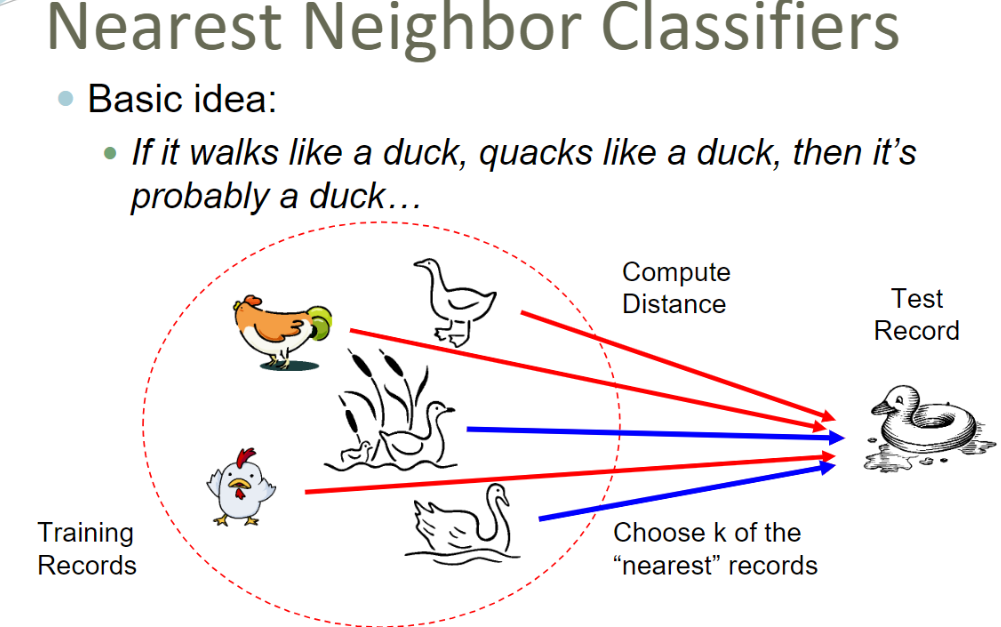 Nearest Neighbor Classifiers
Basic idea:
If it walks like a duck, quacks like a duck, then it’s
probably a duck…
Compute
Distance
Test
Record
Training
Records
Choose k of the
“nearest” records